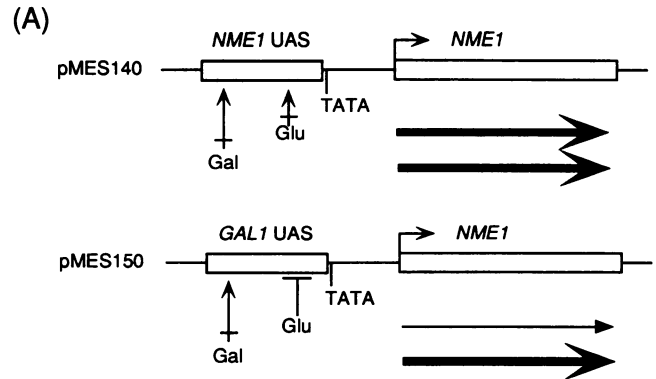 (A)
NME1 UAS NME1
pMES140
TATA
Glu
Gal
GAL1 UAS NME1
pMES150
TATA
Glu
Gal